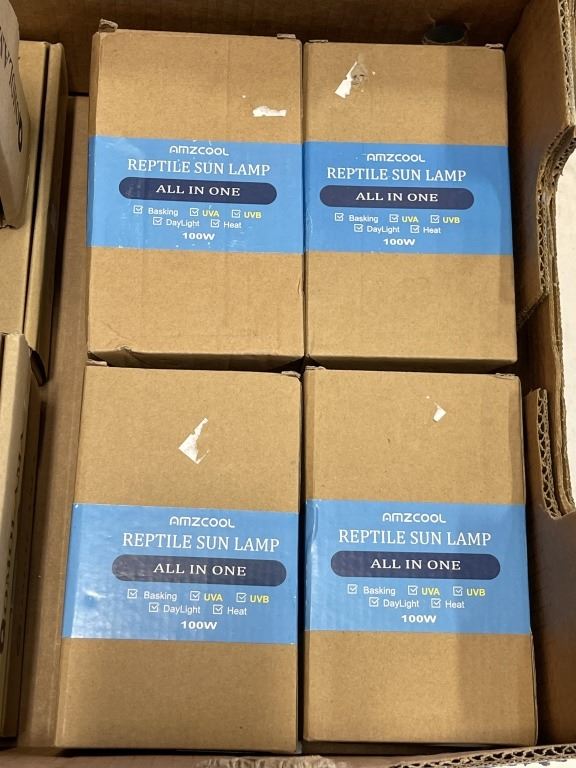 AMZCOOL
REPTILE SUN LAMP
ALL IN ONE
☑ Basking ☑ UVA ☑ UVB
☑ DayLight ☑ Heat
100W
AMZCOOL
REPTILE SUN LAMP
ALL IN ONE
☑ Basking ☑ UVA ☑ UVB
☑ DayLight ☑ Heat
100W
AMZCOOL
REPTILE SUN LAMP
ALL IN ONE
☑ Basking ☑ UVA ☑ UVB
☑ DayLight ☑ Heat
100W
AMZCOOL
REPTILE SUN LAMP
ALL IN ONE
☑ Basking ☑ UVA ☑ UVB
☑ DayLight ☑ Heat
100W